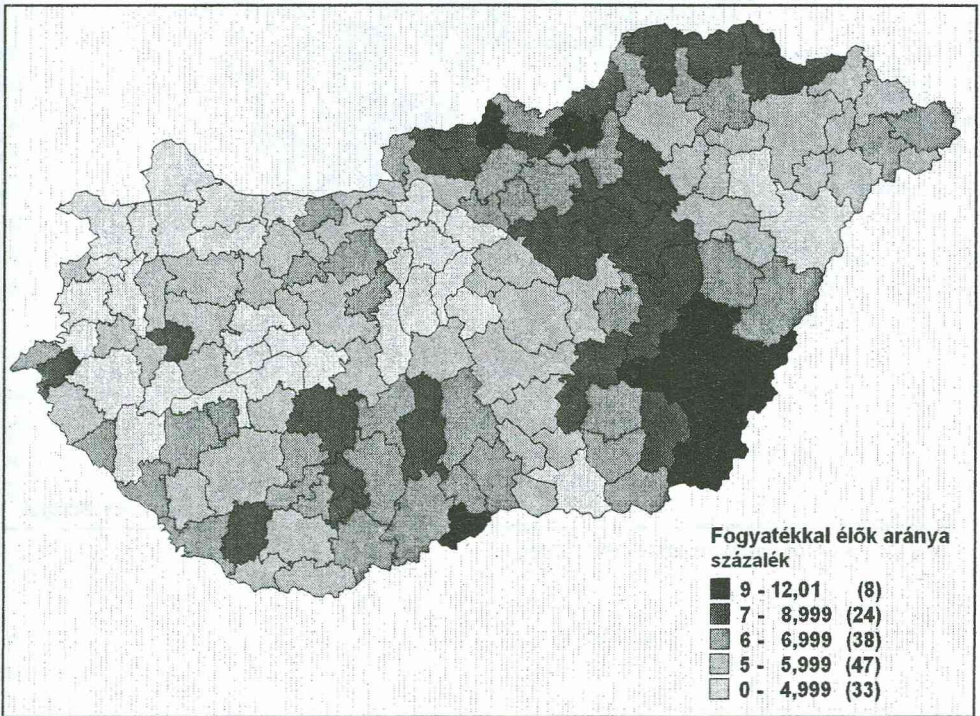 Fogyatékkal élők aránya
százalék
9 - 12,01 (8)
7 - 8,999 (24)
6 - 6,999 (38)
5 - 5,999 (47)
0 - 4,999 (33)